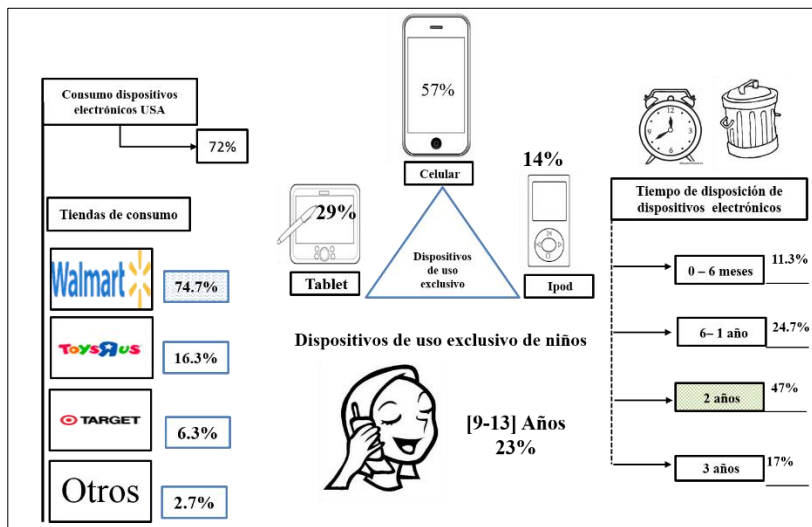 Consumo dispositivos
electrónicos USA
72%
Tiendas de consumo
Walmart
74.7%
ToysRus
16.3%
TARGET
6.3%
Otros
2.7%
57%
Celular
29%
Tablet
14%
Ipod
Dispositivos
de uso
exclusivo
Dispositivos de uso exclusivo de niños
[9-13] Años
23%
Tiempo de disposición de
dispositivos electrónicos
0 – 6 meses
11.3%
6– 1 año
24.7%
2 años
47%
3 años
17%